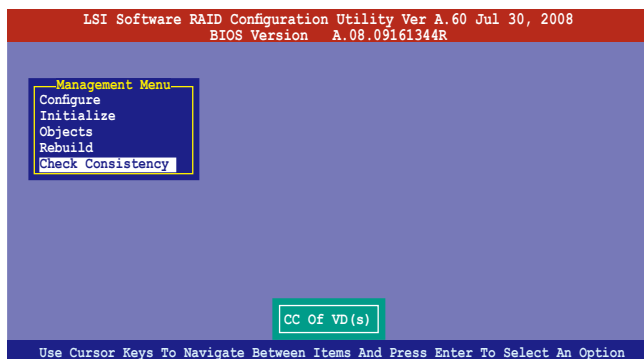 LSI Software RAID Configuration Utility Ver A.60 Jul 30, 2008
BIOS Version A.08.09161344R
Management Menu
Configure
Initialize
Objects
Rebuild
Check Consistency
CC Of VD(s)
Use Cursor Keys To Navigate Between Items And Press Enter To Select An Option